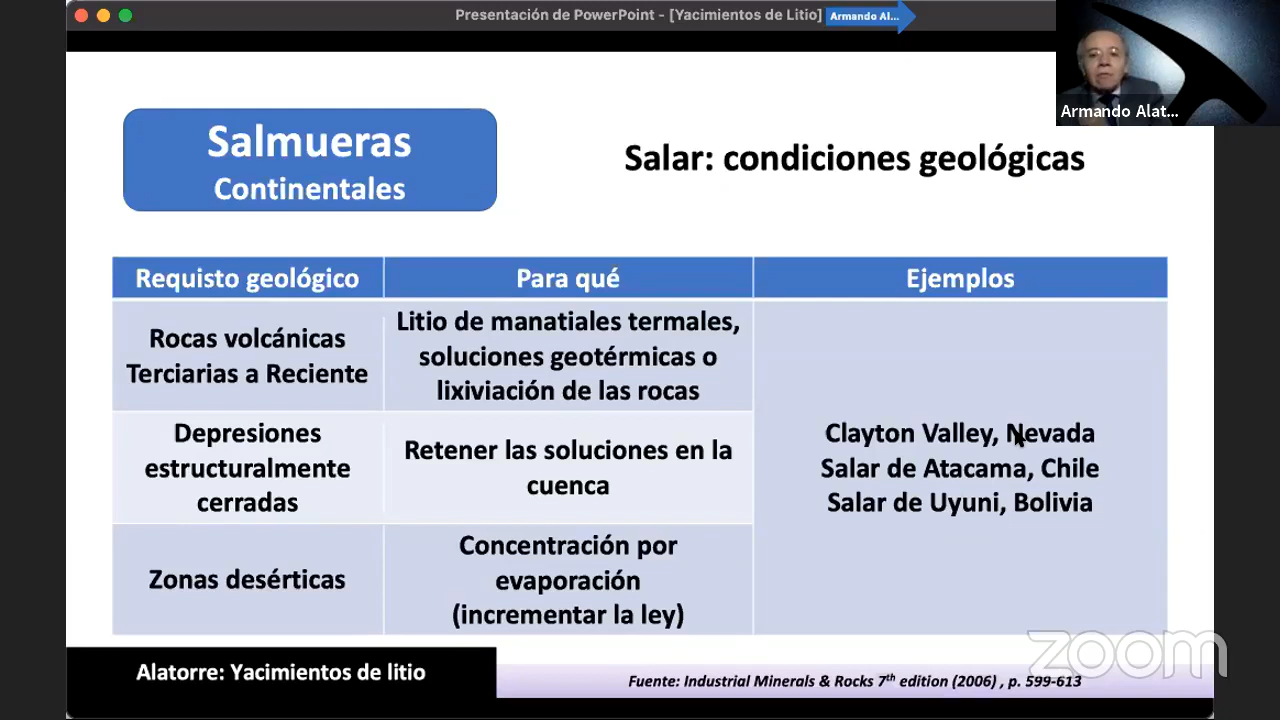 Presentación de PowerPoint - [Yacimientos de Litio]
Armando Al...
Armando Alat...
Salmueras
Continentales
Salar: condiciones geológicas
Requisto geológico
Para qué
Ejemplos
Rocas volcánicas
Terciarias a Reciente
Litio de manatiales termales,
soluciones geotérmicas o
lixiviación de las rocas
Depresiones
estructuralmente
cerradas
Retener las soluciones en la
cuenca
Clayton Valley, Nevada
Salar de Atacama, Chile
Salar de Uyuni, Bolivia
Zonas desérticas
Concentración por
evaporación
(incrementar la ley)
zoom
Alatorre: Yacimientos de litio
Fuente: Industrial Minerals & Rocks 7th edition (2006) , p. 599-613